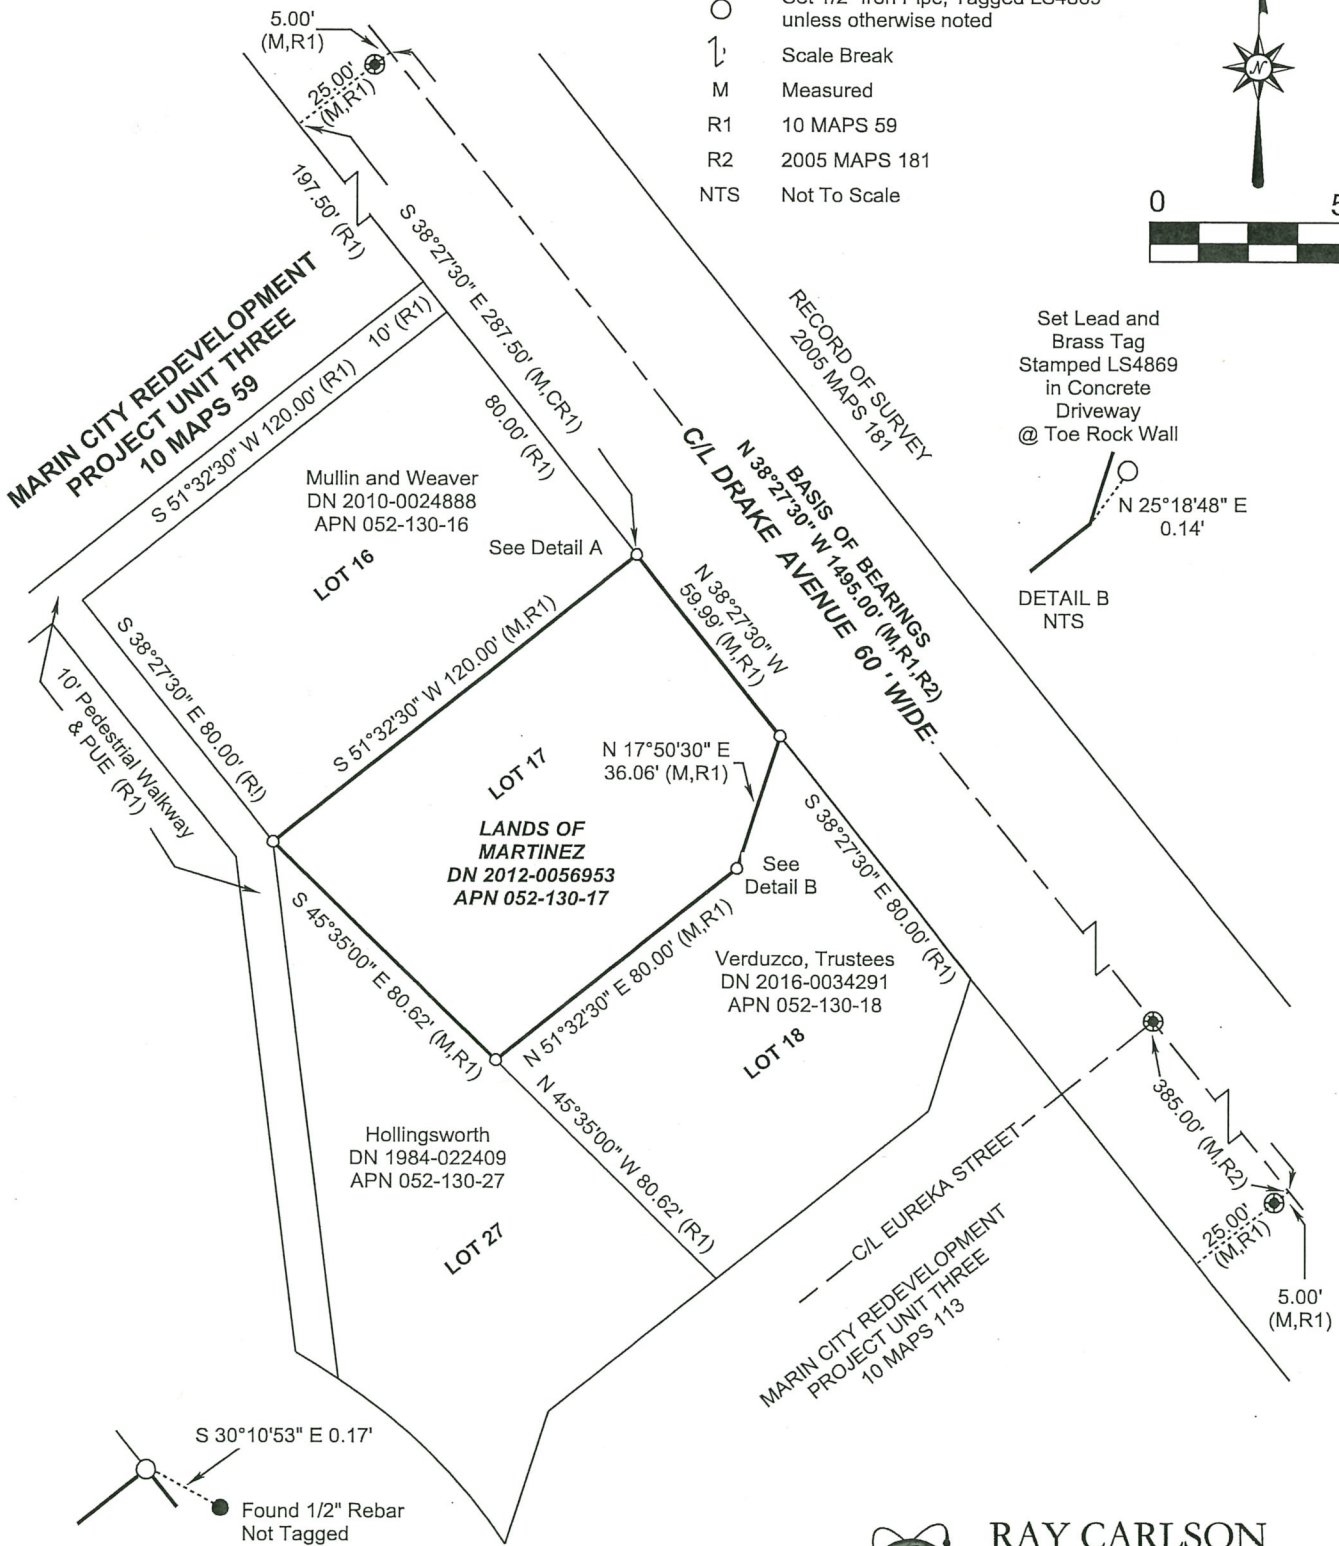 5.00'
(M,R1)
25.00'
(M,R1)
unless otherwise noted
Scale Break
M Measured
R1 10 MAPS 59
R2 2005 MAPS 181
NTS Not To Scale
N
0
197.50' (R1)
S 38°27'30" E 287.50' (M,CR1)
MARIN CITY REDEVELOPMENT
PROJECT UNIT THREE
10 MAPS 59
S 51°32'30" W 120.00' (R1)
10' (R1)
80.00' (R1)
Mullin and Weaver
DN 2010-0024888
APN 052-130-16
LOT 16
See Detail A
RECORD OF SURVEY
2005 MAPS 181
BASIS OF BEARINGS
N 38°27'30" W 1495.00' (M,R1,R2)
C/L DRAKE AVENUE 60' WIDE
Set Lead and
Brass Tag
Stamped LS4869
in Concrete
Driveway
@ Toe Rock Wall
N 25°18'48" E
0.14'
DETAIL B
NTS
N 38°27'30" W
59.99' (M,R1)
S 38°27'30" E 80.00' (RI)
10' Pedestrial Walkway
& PUE (R1)
S 51°32'30" W 120.00' (M,R1)
LOT 17
N 17°50'30" E
36.06' (M,R1)
LANDS OF
MARTINEZ
DN 2012-0056953
APN 052-130-17
See
Detail B
S 38°27'30" E 80.00' (R1)
S 45°35'00" E 80.62' (M,R1)
N 51°32'30" E 80.00' (M,R1)
Verduzco, Trustees
DN 2016-0034291
APN 052-130-18
LOT 18
N 45°35'00" W 80.62' (R1)
Hollingsworth
DN 1984-022409
APN 052-130-27
LOT 27
C/L EUREKA STREET
385.00' (M,R2)
25.00'
(M,R1)
5.00'
(M,R1)
MARIN CITY REDEVELOPMENT
PROJECT UNIT THREE
10 MAPS 113
S 30°10'53" E 0.17'
Found 1/2" Rebar
Not Tagged
RAY CARLSON